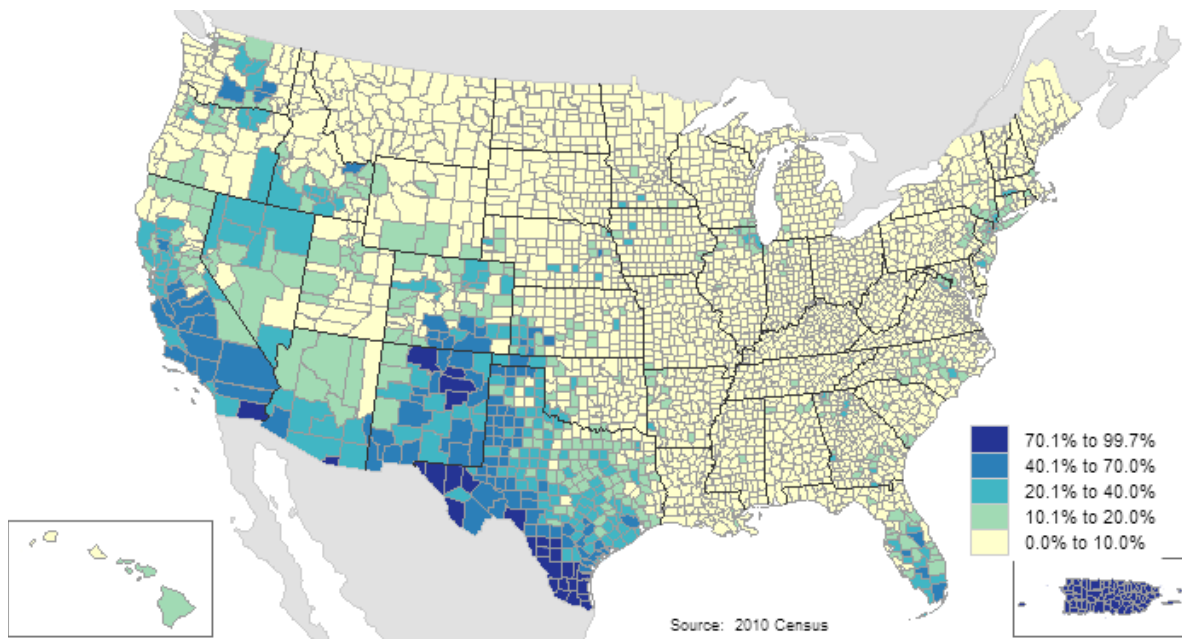 70.1% to 99.7%
40.1% to 70.0%
20.1% to 40.0%
10.1% to 20.0%
0.0% to 10.0%
Source: 2010 Census